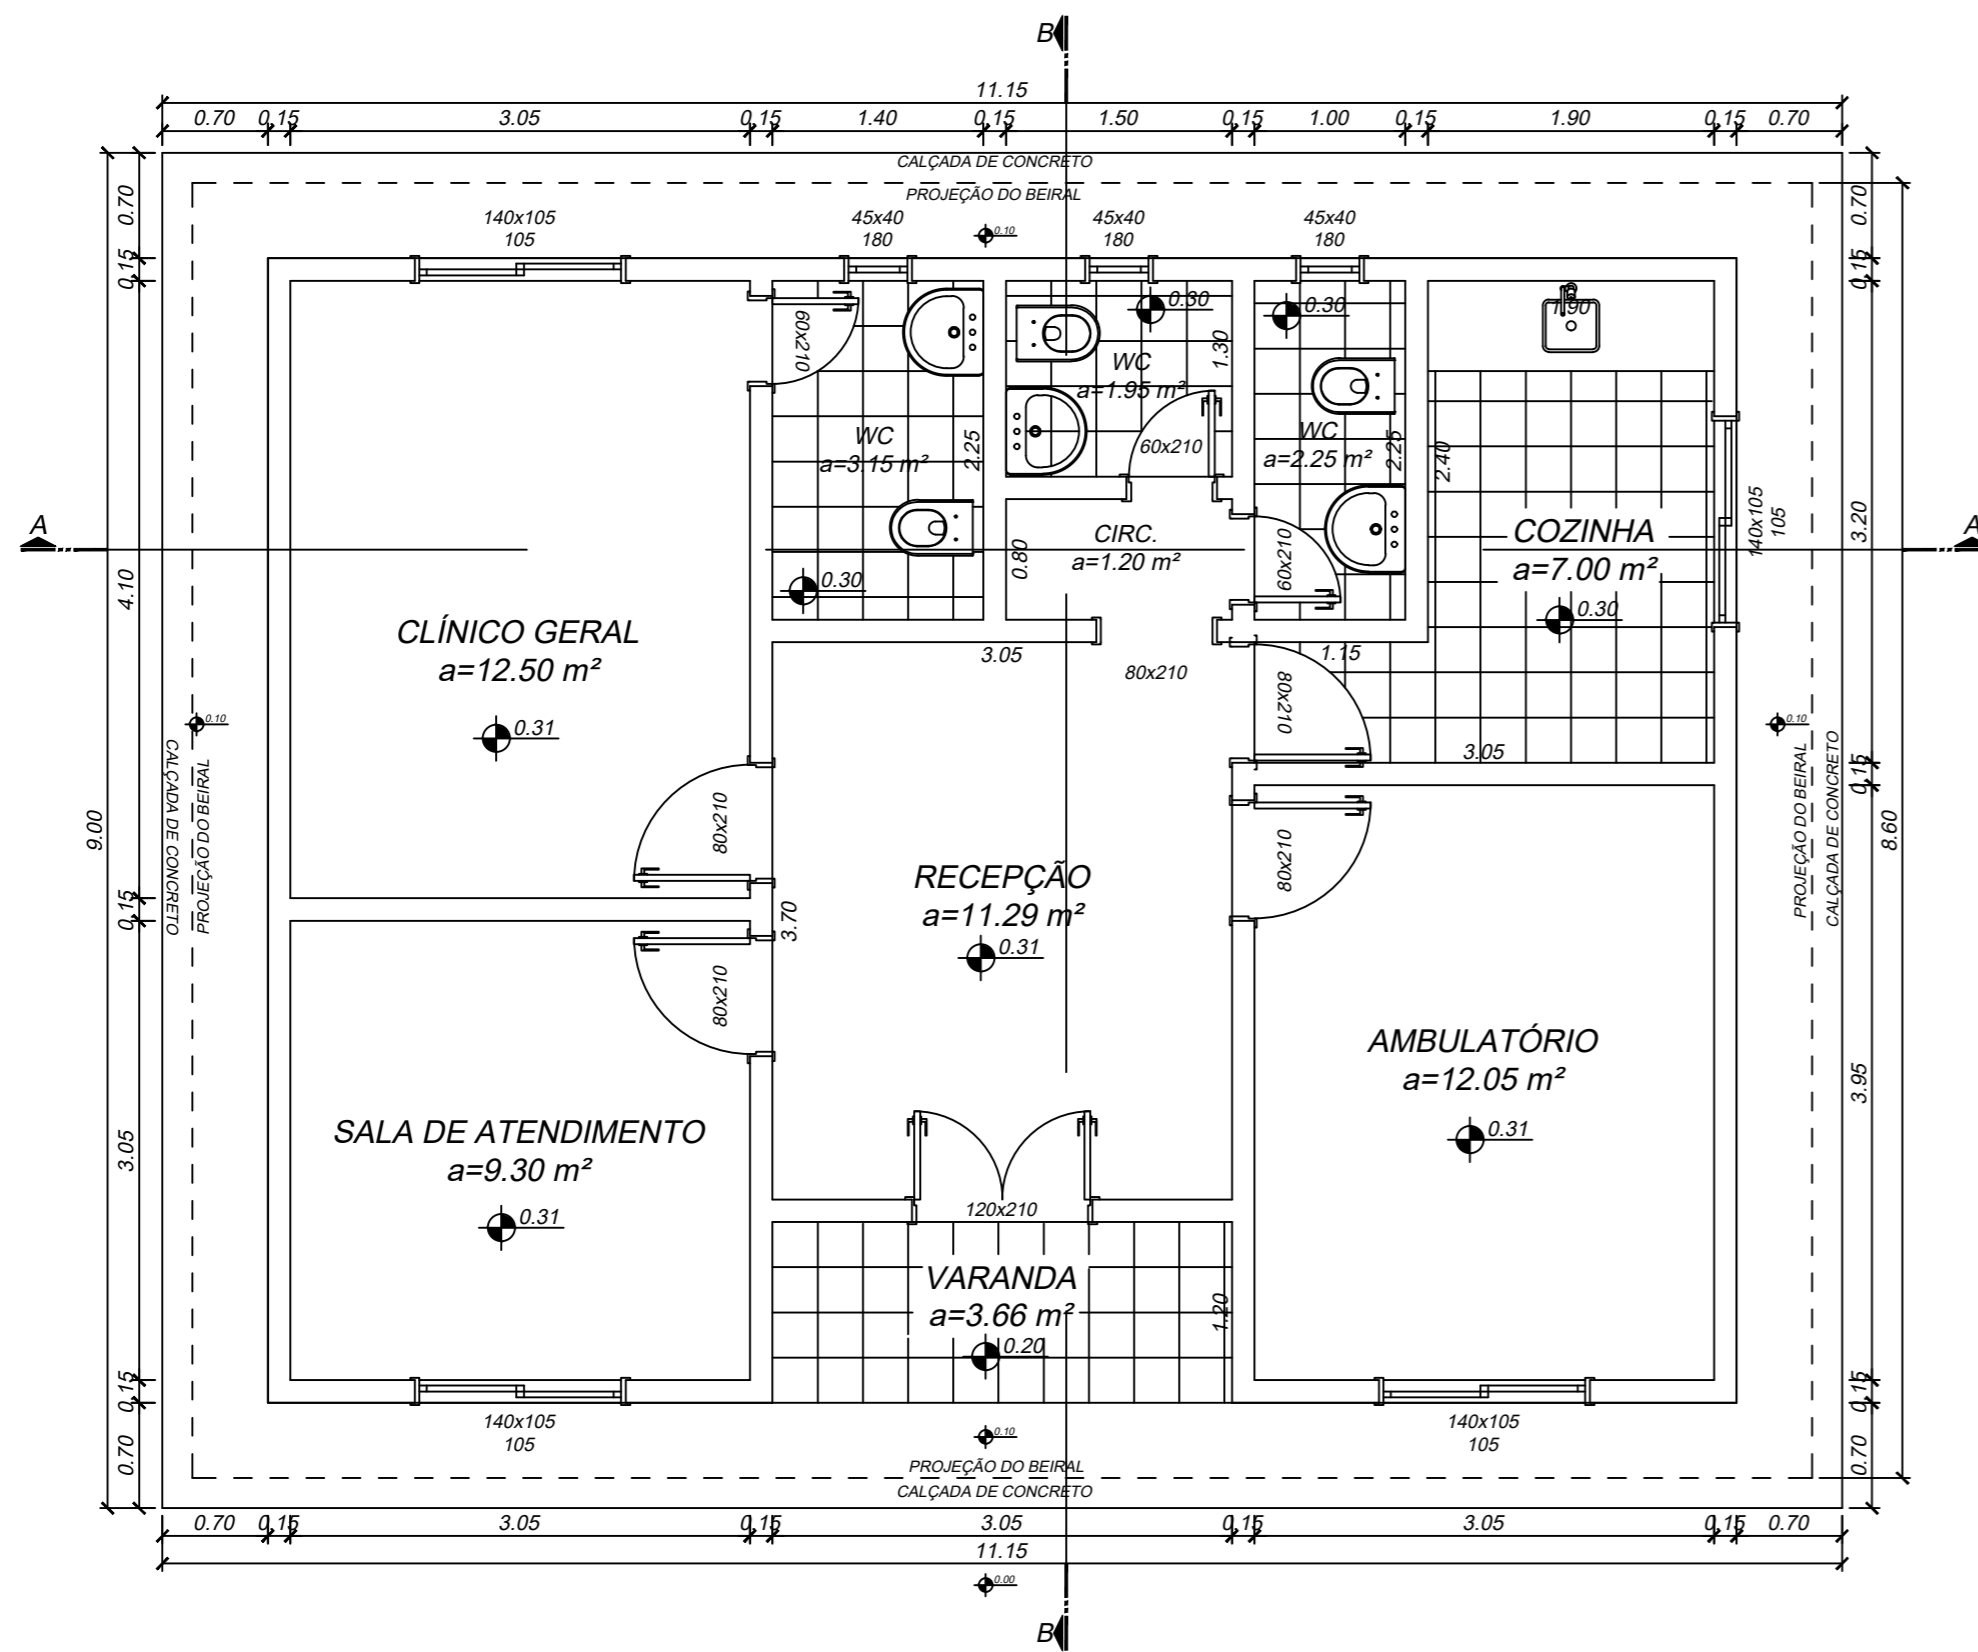 B
11.15
0.70 0.15 3.05 0.15 1.40 0.15 1.50 0.15 1.00 0.15 1.90 0.15 0.70
CALÇADA DE CONCRETO
PROJEÇÃO DO BEIRAL
140x105
105
45x40
180
0.10
45x40
180
45x40
180
0.70
0.15
4.10
0.15
3.05
0.15
0.70
9.00
0.70
0.15
3.20
0.15
3.95
0.15
0.70
8.60
60x210
WC
a=3.15 m²
2.25
0.30
0.30
WC
a=1.95 m²
1.30
60x210
0.30
WC
a=2.25 m²
2.25
60x210
1.90
2.40
COZINHA
a=7.00 m²
0.30
140x105
105
A
A
CIRC.
a=1.20 m²
0.80
3.05
80x210
1.15
80x210
3.05
CLÍNICO GERAL
a=12.50 m²
0.31
80x210
0.10
CALÇADA DE CONCRETO
PROJEÇÃO DO BEIRAL
0.10
PROJEÇÃO DO BEIRAL
CALÇADA DE CONCRETO
RECEPÇÃO
a=11.29 m²
0.31
3.70
80x210
80x210
AMBULATÓRIO
a=12.05 m²
0.31
SALA DE ATENDIMENTO
a=9.30 m²
0.31
120x210
VARANDA
a=3.66 m²
0.20
1.20
140x105
105
0.10
140x105
105
PROJEÇÃO DO BEIRAL
CALÇADA DE CONCRETO
0.70 0.15 3.05 0.15 3.05 0.15 3.05 0.15 0.70
11.15
0.00
B